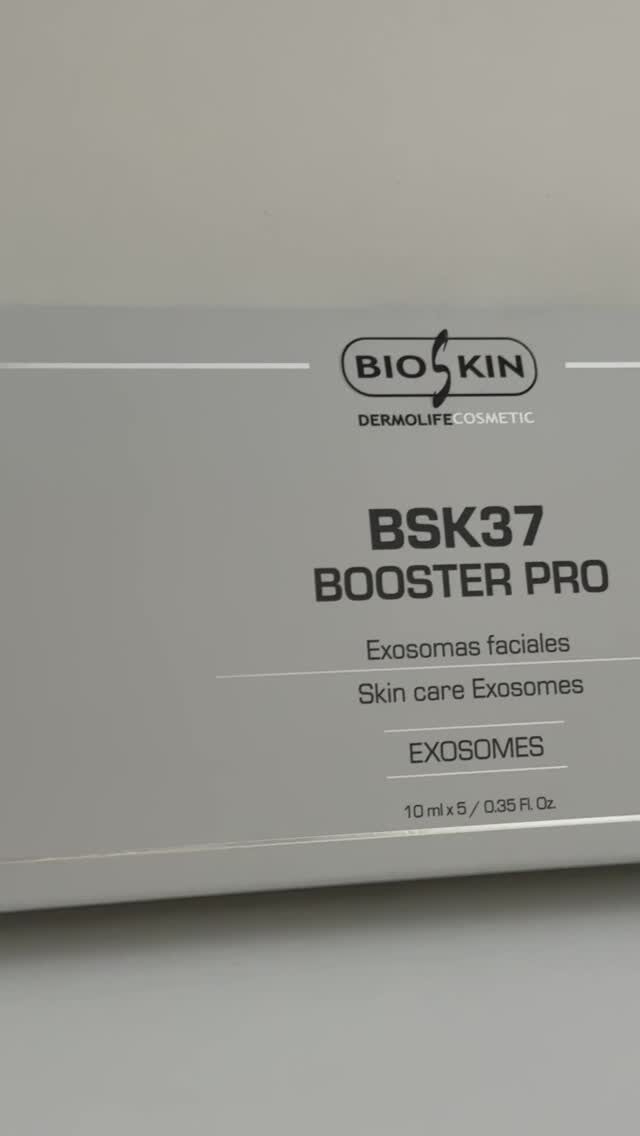 BIOSKIN
DERMOLIFECOSMETIC
BSK37
BOOSTER PRO
Exosomas faciales
Skin care Exosomes
EXOSOMES
10 ml x 5 / 0.35 Fl. Oz.